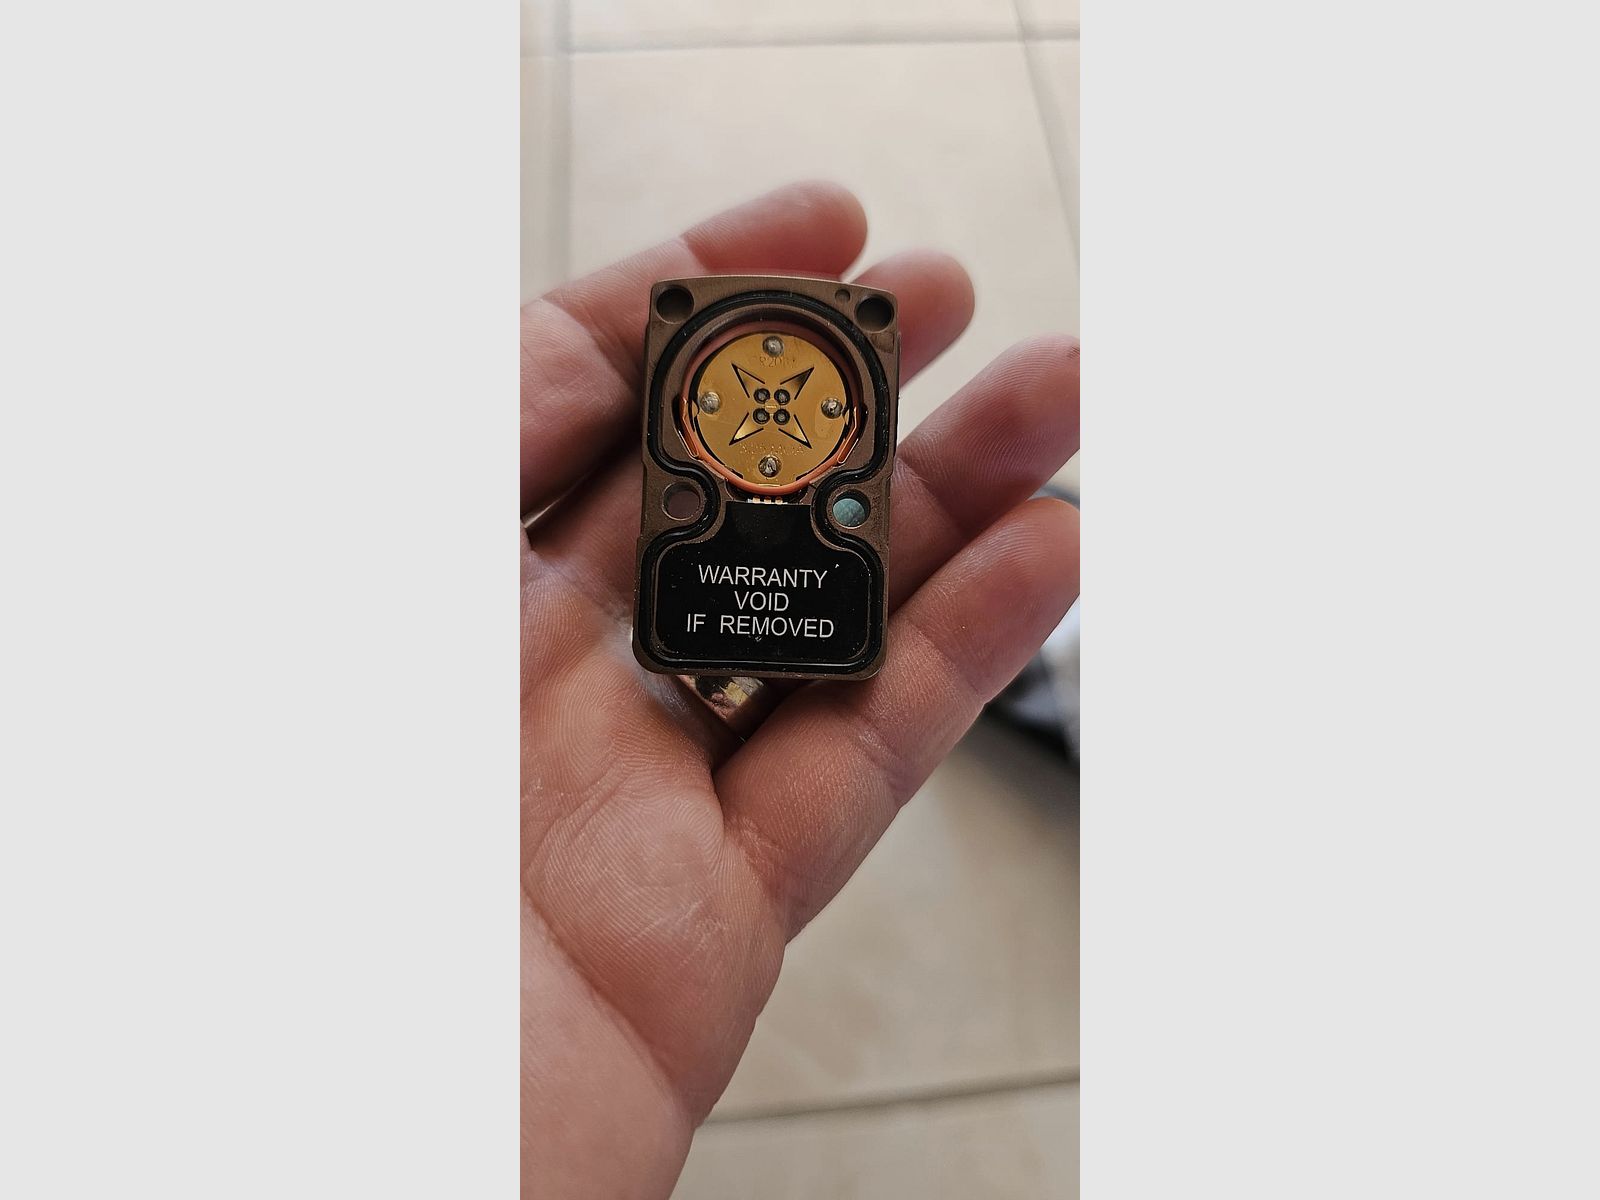 WARRANTY
VOID
IF REMOVED